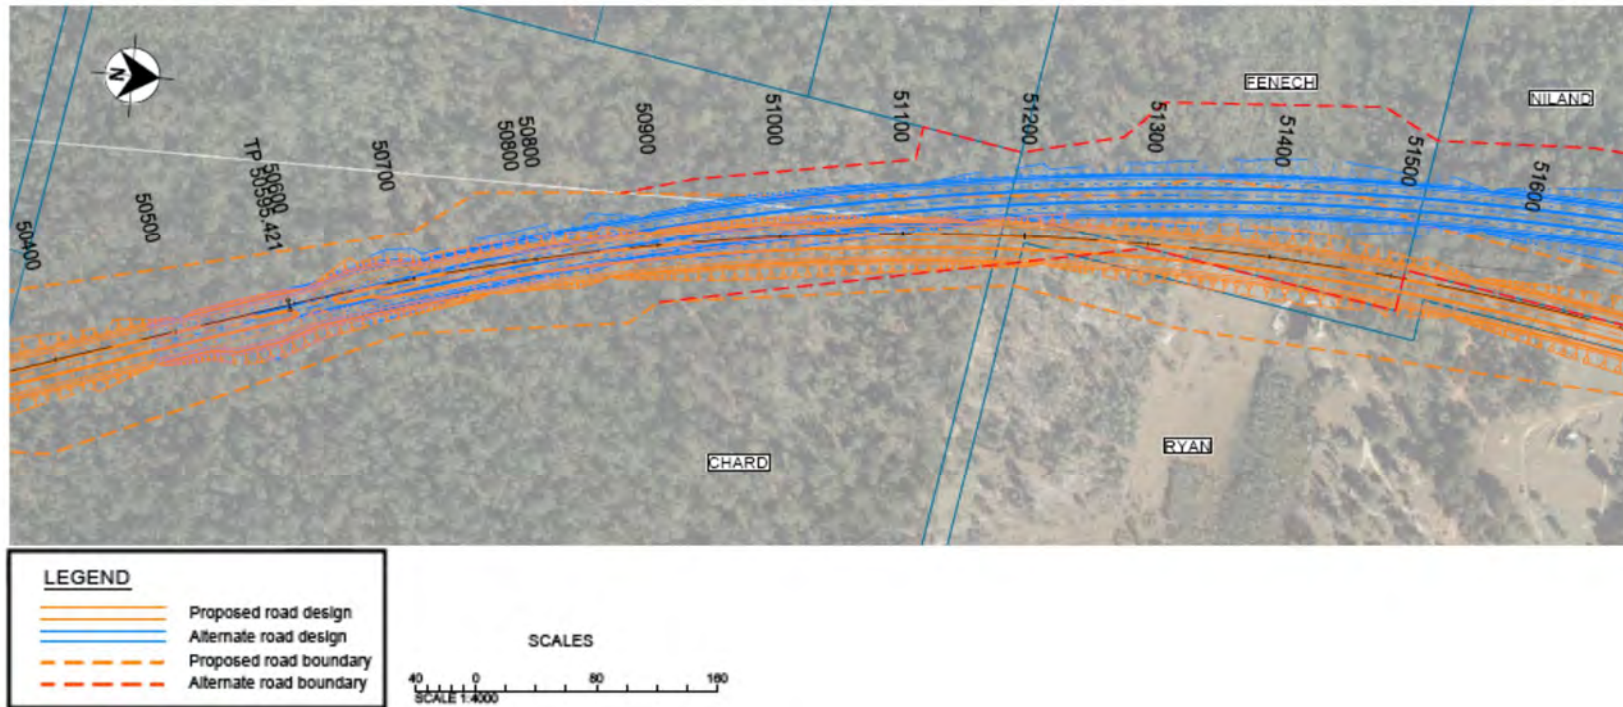 N
FENECH
NILAND
50400
50500
TP 50595.421
50600
50700
50800
50800
50900
51000
51100
51200
51300
51400
51500
51600
CHARD
RYAN
LEGEND
Proposed road design
Alternate road design
Proposed road boundary
Alternate road boundary
SCALES
40 0 80 160
SCALE 1:4000